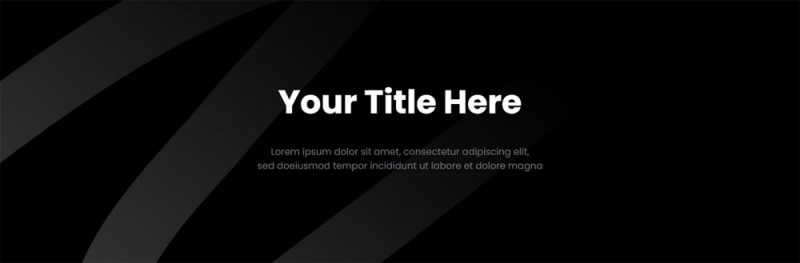 Your Title Here
Lorem ipsum dolor sit amet, consectetur adipiscing elit,
sed doeiusmod tempor incididunt ut labore et dolore magna